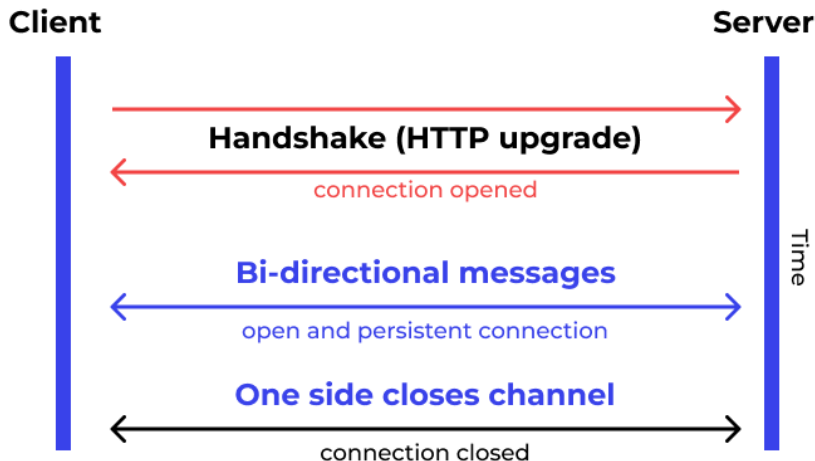 Client
Server
Handshake (HTTP upgrade)
connection opened
Time
Bi-directional messages
open and persistent connection
One side closes channel
connection closed